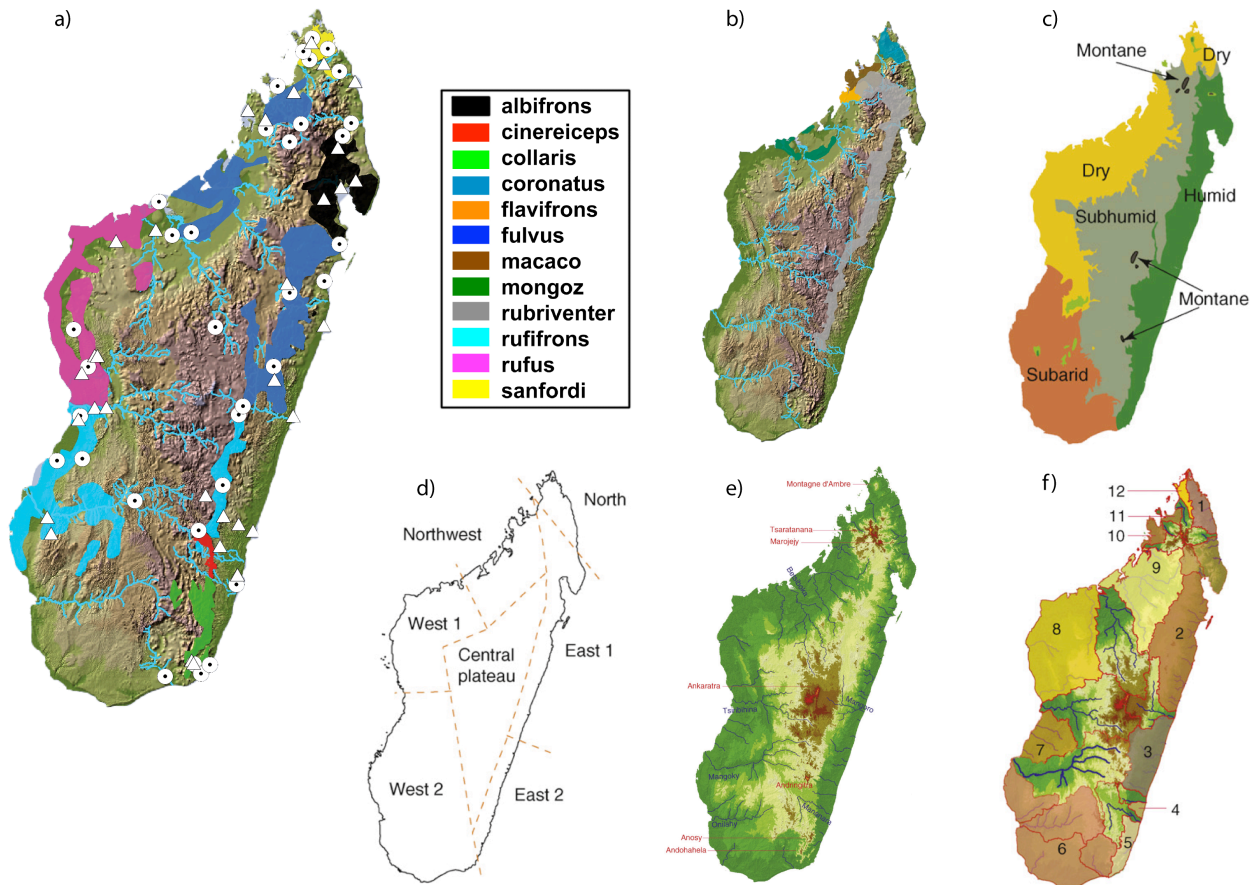 a)
albifrons
cinereiceps
collaris
coronatus
flavifrons
fulvus
macaco
mongoz
rubriventer
rufifrons
rufus
sanfordi
b)
c)
Montane
Dry
Dry
Humid
Subhumid
Montane
Subarid
d)
North
Northwest
West 1
Central
plateau
East 1
West 2
East 2
e)
Montagne d'Ambre
Tsaratanana
Marojejy
Betsiboka
Ankaratra
Tsiribihina
Mangoro
Mangoky
Andringitra
Mananara
Onilahy
Anosy
Andohahela
f)
12
1
11
10
9
8
2
7
3
4
5
6